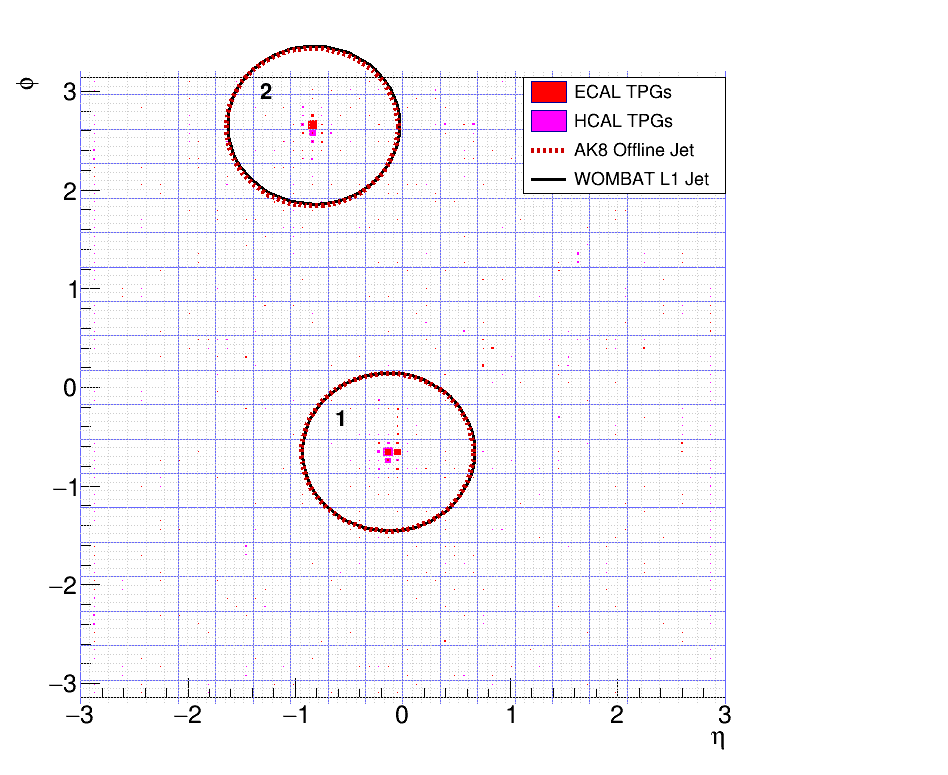 ϕ
3
2
1
0
−1
−2
−3
2
1
ECAL TPGs
HCAL TPGs
AK8 Offline Jet
WOMBAT L1 Jet
−3 −2 −1 0 1 2 3
η